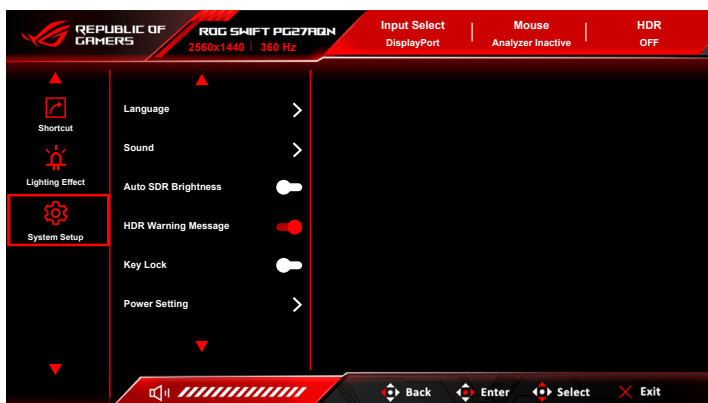 REPUBLIC OF
GAMERS
ROG SWIFT PG27AQN
2560x1440 | 360 Hz
Input Select
DisplayPort
Mouse
Analyzer Inactive
HDR
OFF
Shortcut
Lighting Effect
System Setup
Language
Sound
Auto SDR Brightness
HDR Warning Message
Key Lock
Power Setting
Back
Enter
Select
Exit